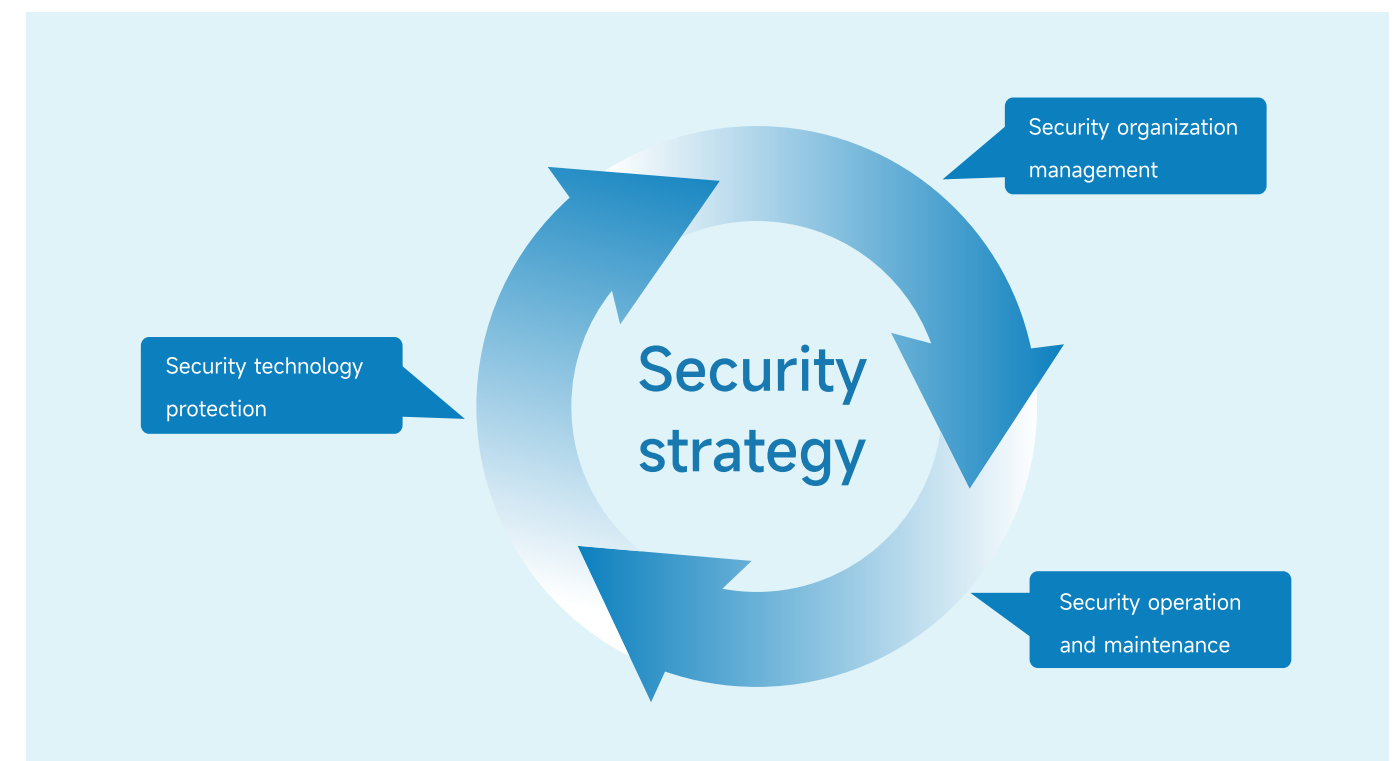 Security organization
management
Security technology
protection
Security
strategy
Security operation
and maintenance